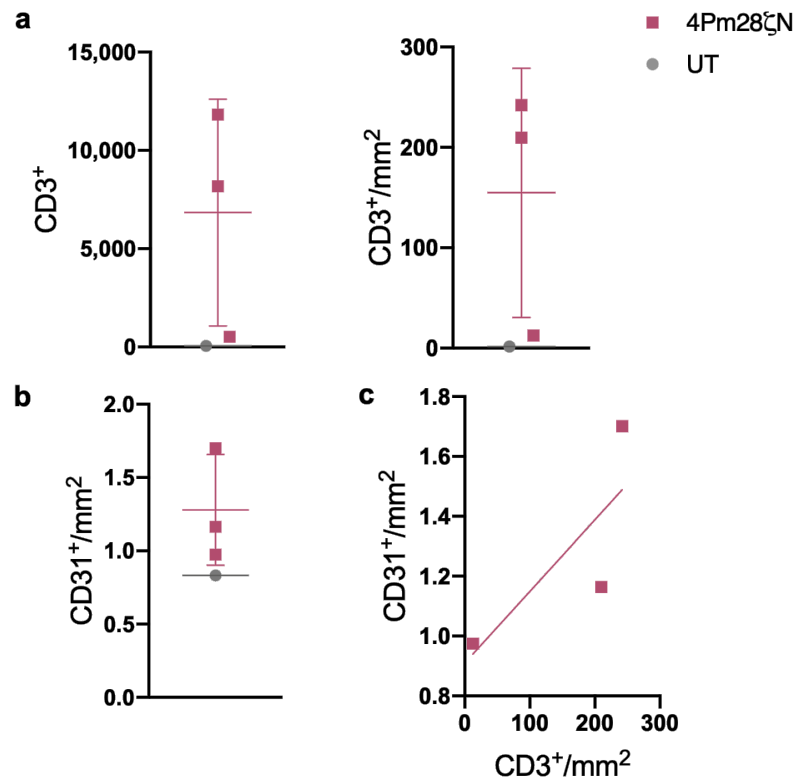 a
4Pm28ζN
UT
15,000
10,000
5,000
0
CD3⁺
300
200
100
0
CD3⁺/mm²
b
2.0
1.5
1.0
0.5
0.0
CD31⁺/mm²
c
1.8
1.6
1.4
1.2
1.0
0.8
CD31⁺/mm²
0 100 200 300
CD3⁺/mm²